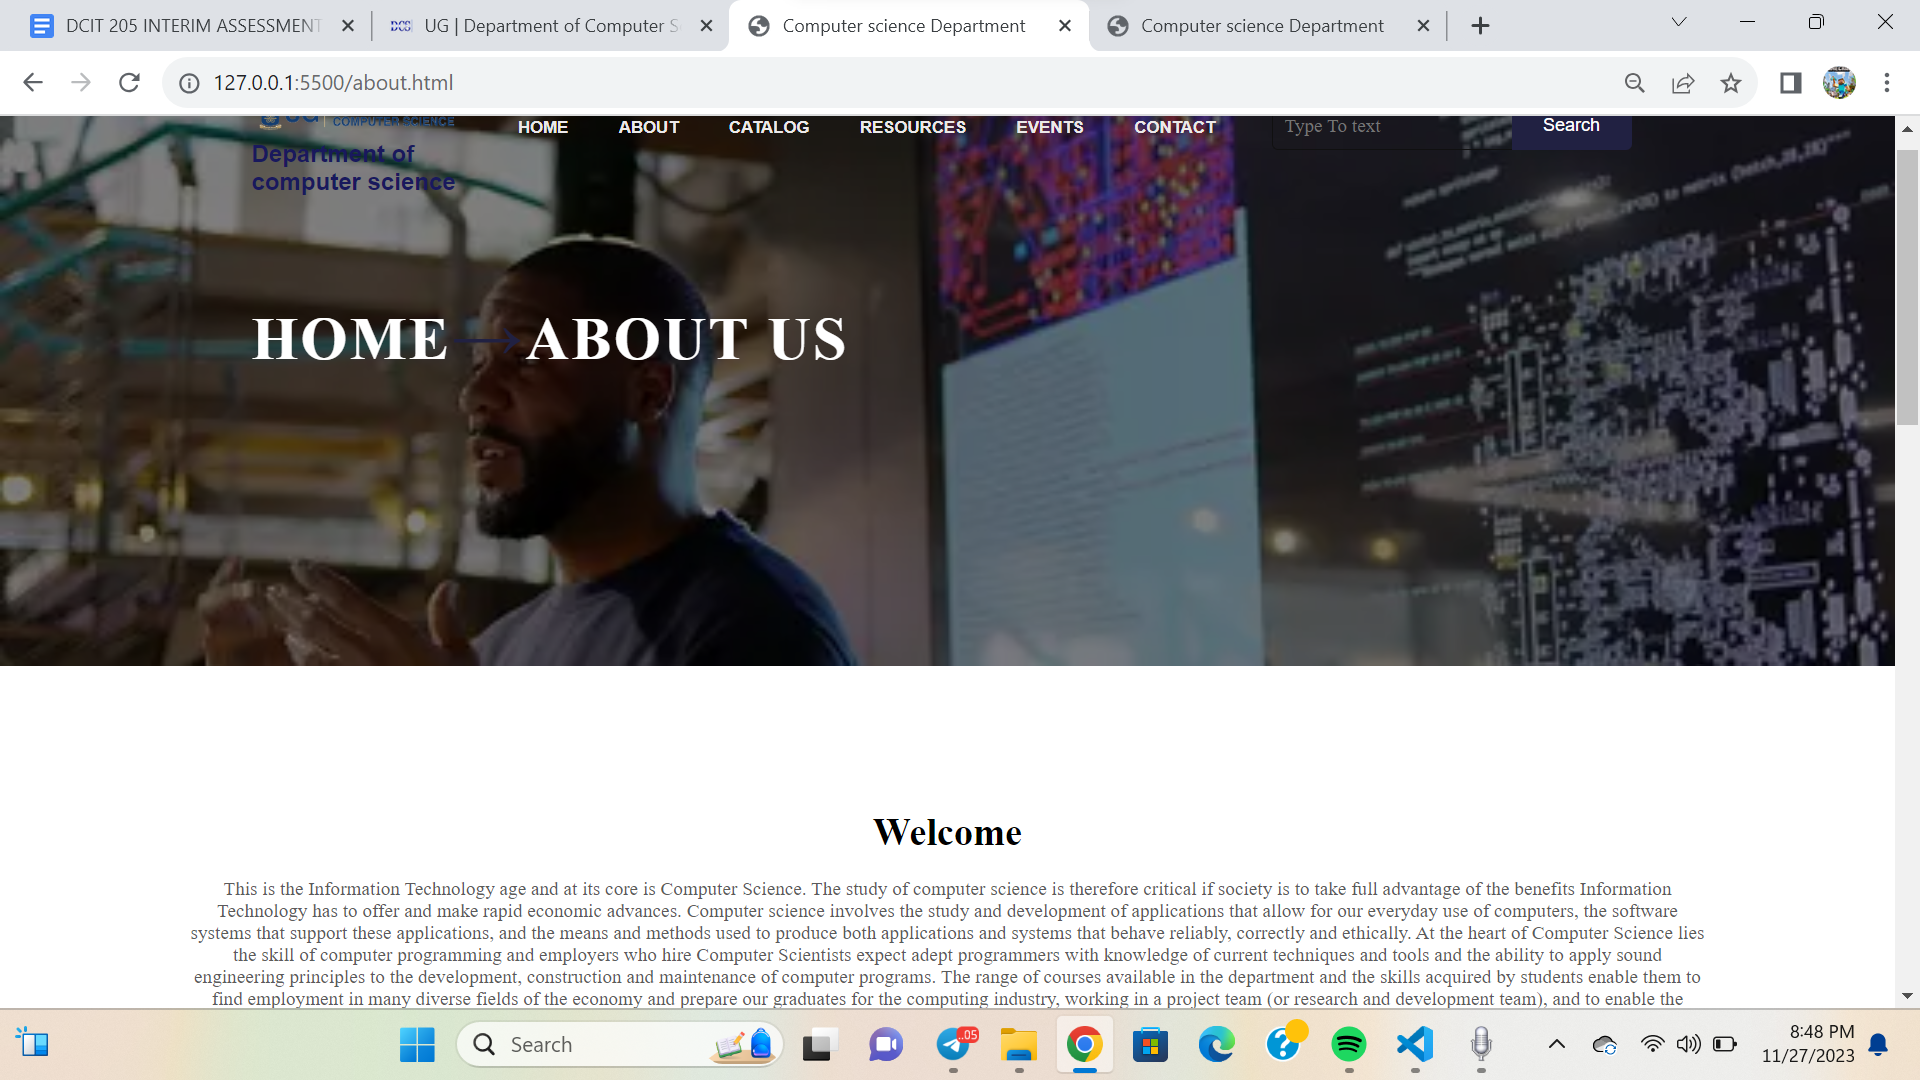 DCIT 205 INTERIM ASSESSMENT
DCS UG | Department of Computer S
Computer science Department
Computer science Department
127.0.0.1:5500/about.html
UG COMPUTER SCIENCE
HOME ABOUT CATALOG RESOURCES EVENTS CONTACT Type To text Search
Department of
computer science
HOME ABOUT US
Welcome
This is the Information Technology age and at its core is Computer Science. The study of computer science is therefore critical if society is to take full advantage of the benefits Information
Technology has to offer and make rapid economic advances. Computer science involves the study and development of applications that allow for our everyday use of computers, the software
systems that support these applications, and the means and methods used to produce both applications and systems that behave reliably, correctly and ethically. At the heart of Computer Science lies
the skill of computer programming and employers who hire Computer Scientists expect adept programmers with knowledge of current techniques and tools and the ability to apply sound
engineering principles to the development, construction and maintenance of computer programs. The range of courses available in the department and the skills acquired by students enable them to
find employment in many diverse fields of the economy and prepare our graduates for the computing industry, working in a project team (or research and development team), and to enable the
Search
..05
8:48 PM
11/27/2023